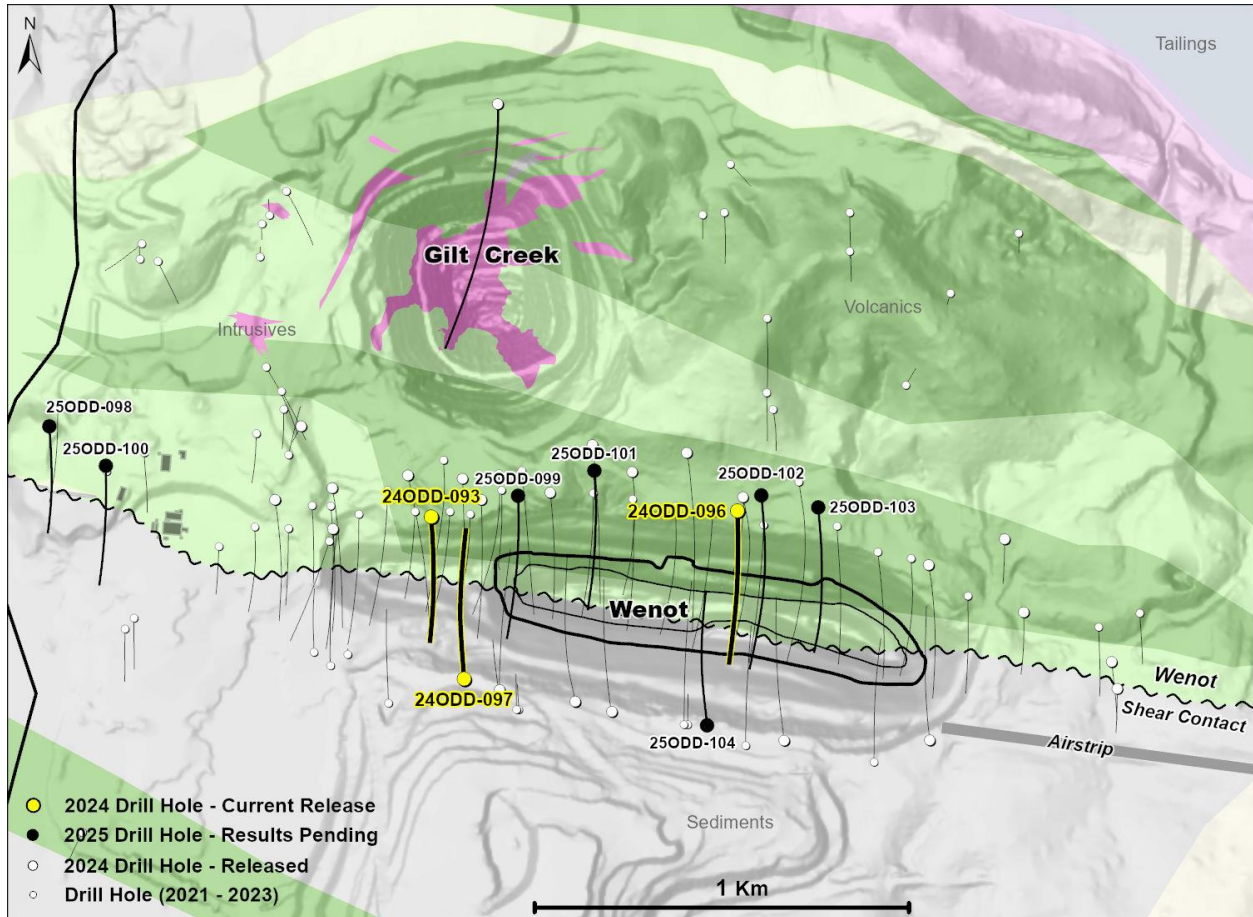 N
Tailings
Gilt Creek
Volcanics
Intrusives
25ODD-098
25ODD-100
25ODD-101
25ODD-099
25ODD-102
24ODD-093
24ODD-096
25ODD-103
Wenot
24ODD-097
25ODD-104
Wenot
Shear Contact
Airstrip
Sediments
2024 Drill Hole - Current Release
2025 Drill Hole - Results Pending
2024 Drill Hole - Released
Drill Hole (2021 - 2023)
1 Km